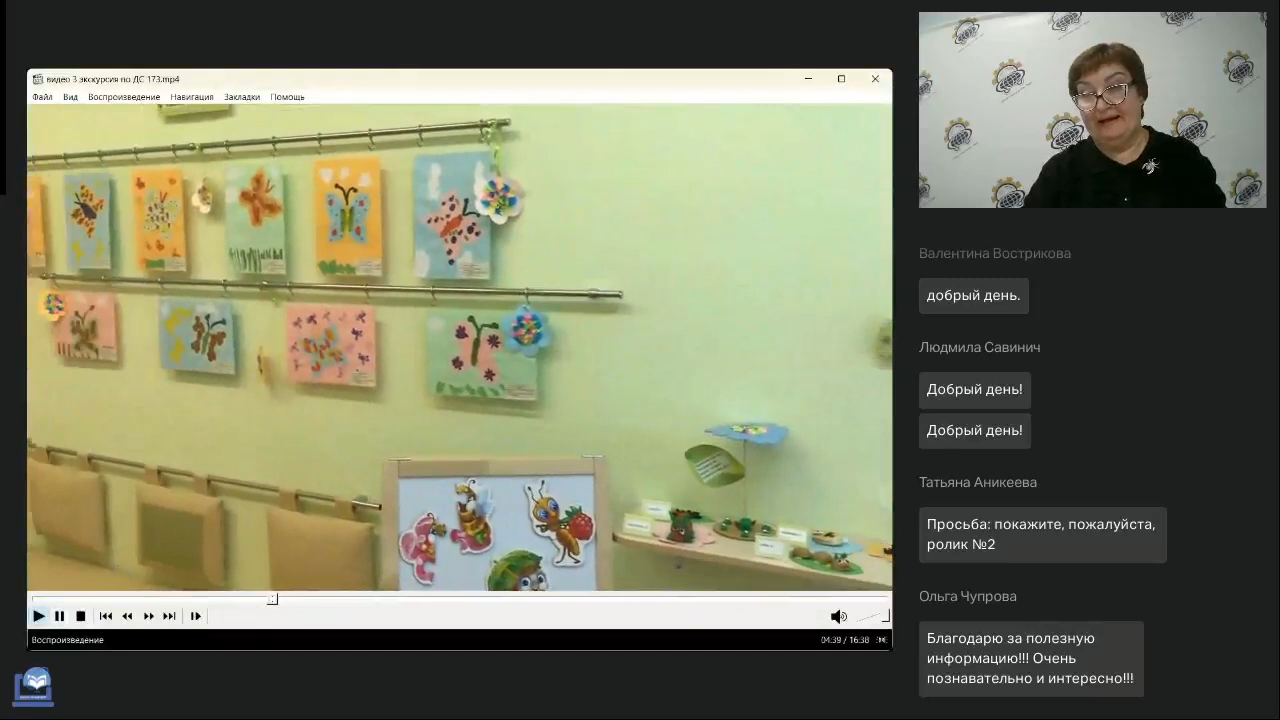 видео 3 экскурсия по ДС 173.mp4
Файл Вид Воспроизведение Навигация Закладки Помощь
Воспроизведение
04:39 / 16:38
Валентина Вострикова
добрый день.
Людмила Савинич
Добрый день!
Добрый день!
Татьяна Аникеева
Просьба: покажите, пожалуйста,
ролик №2
Ольга Чупрова
Благодарю за полезную
информацию!!! Очень
познавательно и интересно!!!